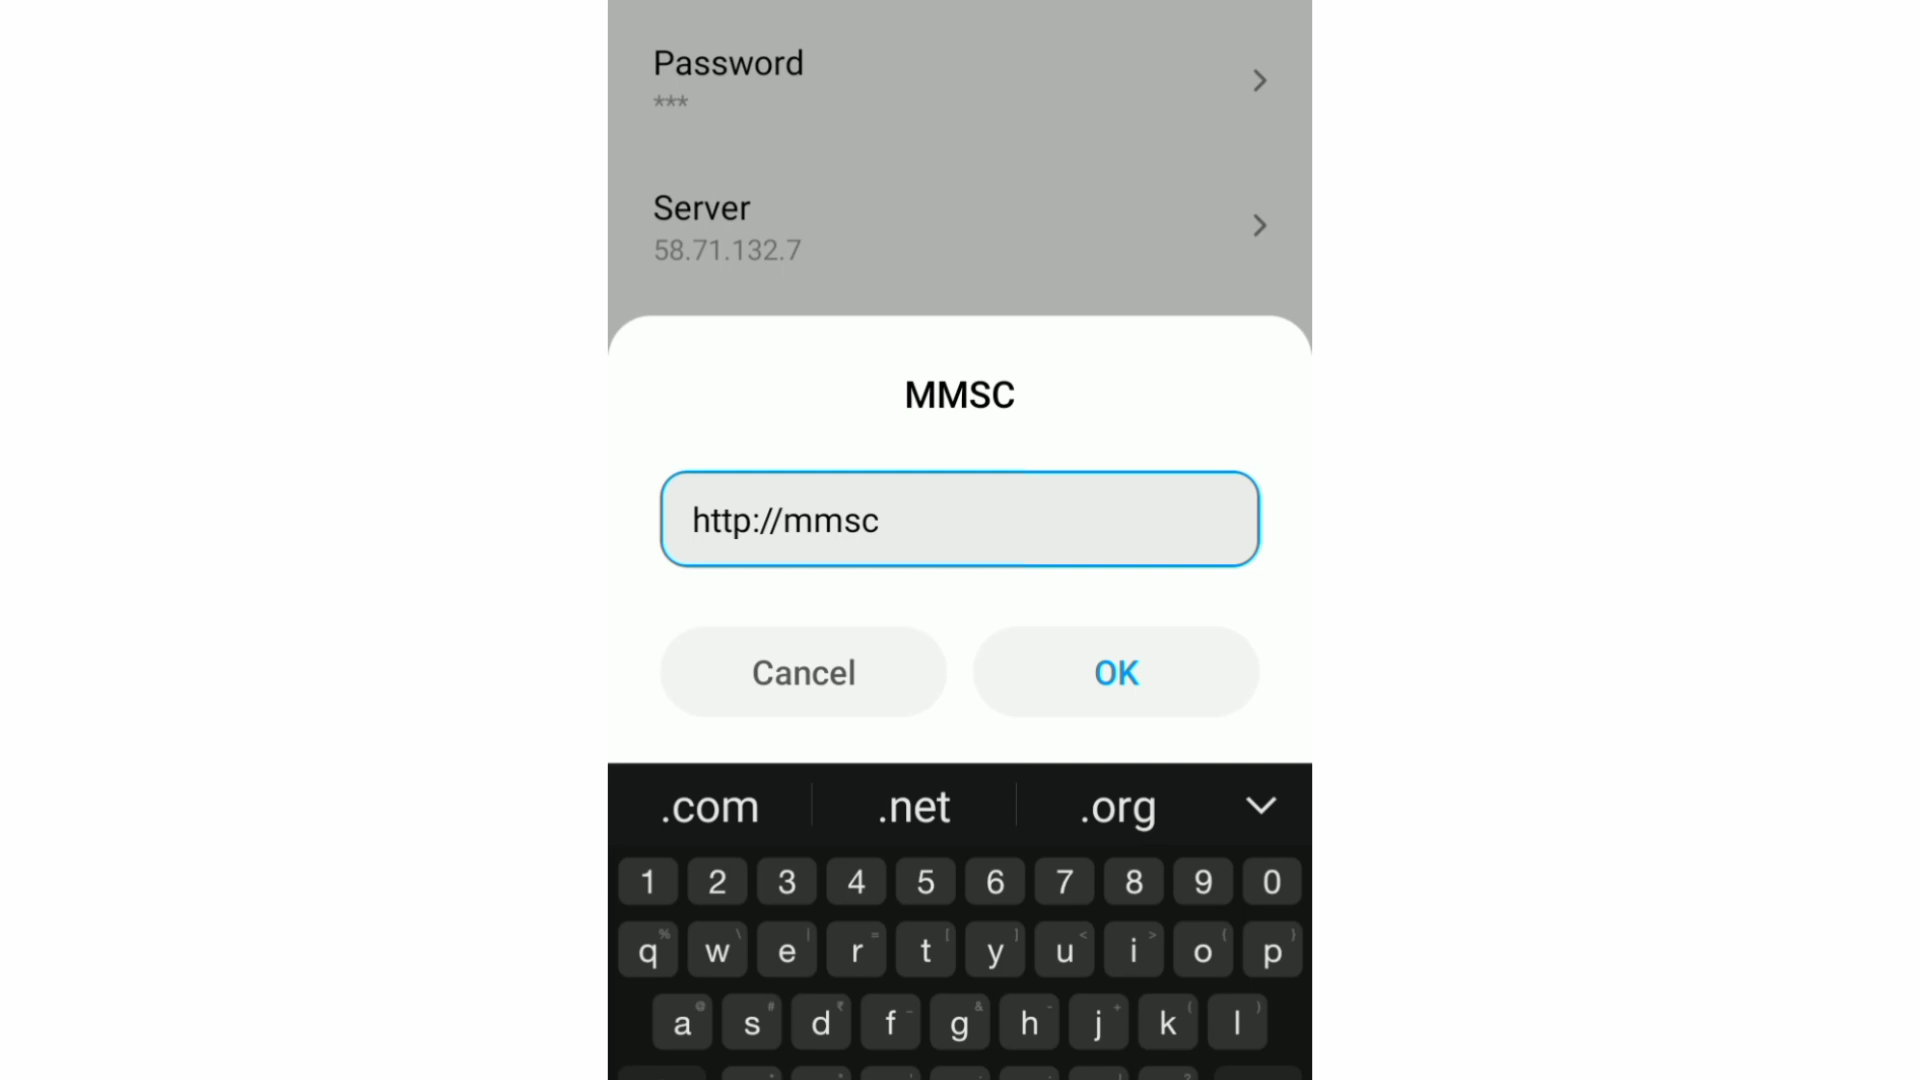 Password
***
Server
58.71.132.7
MMSC
http://mmsc
Cancel OK
.com .net .org
1 2 3 4 5 6 7 8 9 0
q w e r t y u i o p
a s d f g h j k l